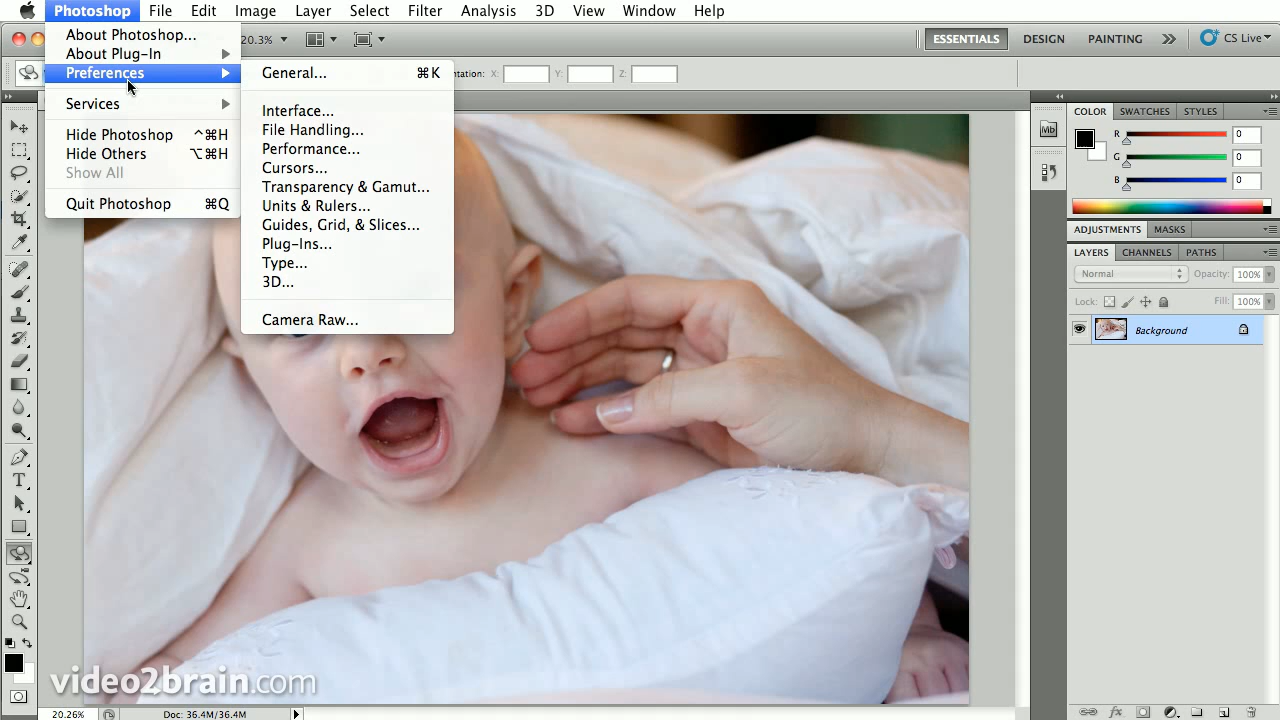 Photoshop File Edit Image Layer Select Filter Analysis 3D View Window Help
20.3% ESSENTIALS DESIGN PAINTING CS Live
X: Y: Z:
About Photoshop...
About Plug-In
Preferences
Services
Hide Photoshop ^⌘H
Hide Others ⌥⌘H
Show All
Quit Photoshop ⌘Q
General... ⌘K
Interface...
File Handling...
Performance...
Cursors...
Transparency & Gamut...
Units & Rulers...
Guides, Grid, & Slices...
Plug-Ins...
Type...
3D...
Camera Raw...
Mb
COLOR SWATCHES STYLES
R 0
G 0
B 0
ADJUSTMENTS MASKS
LAYERS CHANNELS PATHS
Normal Opacity: 100%
Lock: Fill: 100%
Background
video2brain.com
20.26% Doc: 36.4M/36.4M